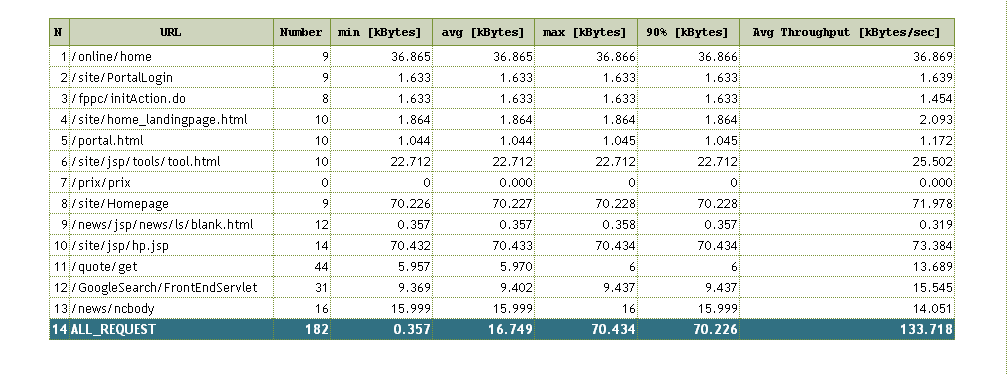 N URL Number min [kBytes] avg [kBytes] max [kBytes] 90% [kBytes] Avg Throughput [kBytes/sec]
1 /online/home 9 36.865 36.865 36.866 36.866 36.869
2 /site/PortalLogin 9 1.633 1.633 1.633 1.633 1.639
3 /fppc/initAction.do 8 1.633 1.633 1.633 1.633 1.454
4 /site/home_landingpage.html 10 1.864 1.864 1.864 1.864 2.093
5 /portal.html 10 1.044 1.044 1.045 1.045 1.172
6 /site/jsp/tools/tool.html 10 22.712 22.712 22.712 22.712 25.502
7 /prix/prix 0 0 0.000 0 0 0.000
8 /site/Homepage 9 70.226 70.227 70.228 70.228 71.978
9 /news/jsp/news/ls/blank.html 12 0.357 0.357 0.358 0.357 0.319
10 /site/jsp/hp.jsp 14 70.432 70.433 70.434 70.434 73.384
11 /quote/get 44 5.957 5.970 6 6 13.689
12 /GoogleSearch/FrontEndServlet 31 9.369 9.402 9.437 9.437 15.545
13 /news/ncbody 16 15.999 15.999 16 15.999 14.051
14 ALL_REQUEST 182 0.357 16.749 70.434 70.226 133.718